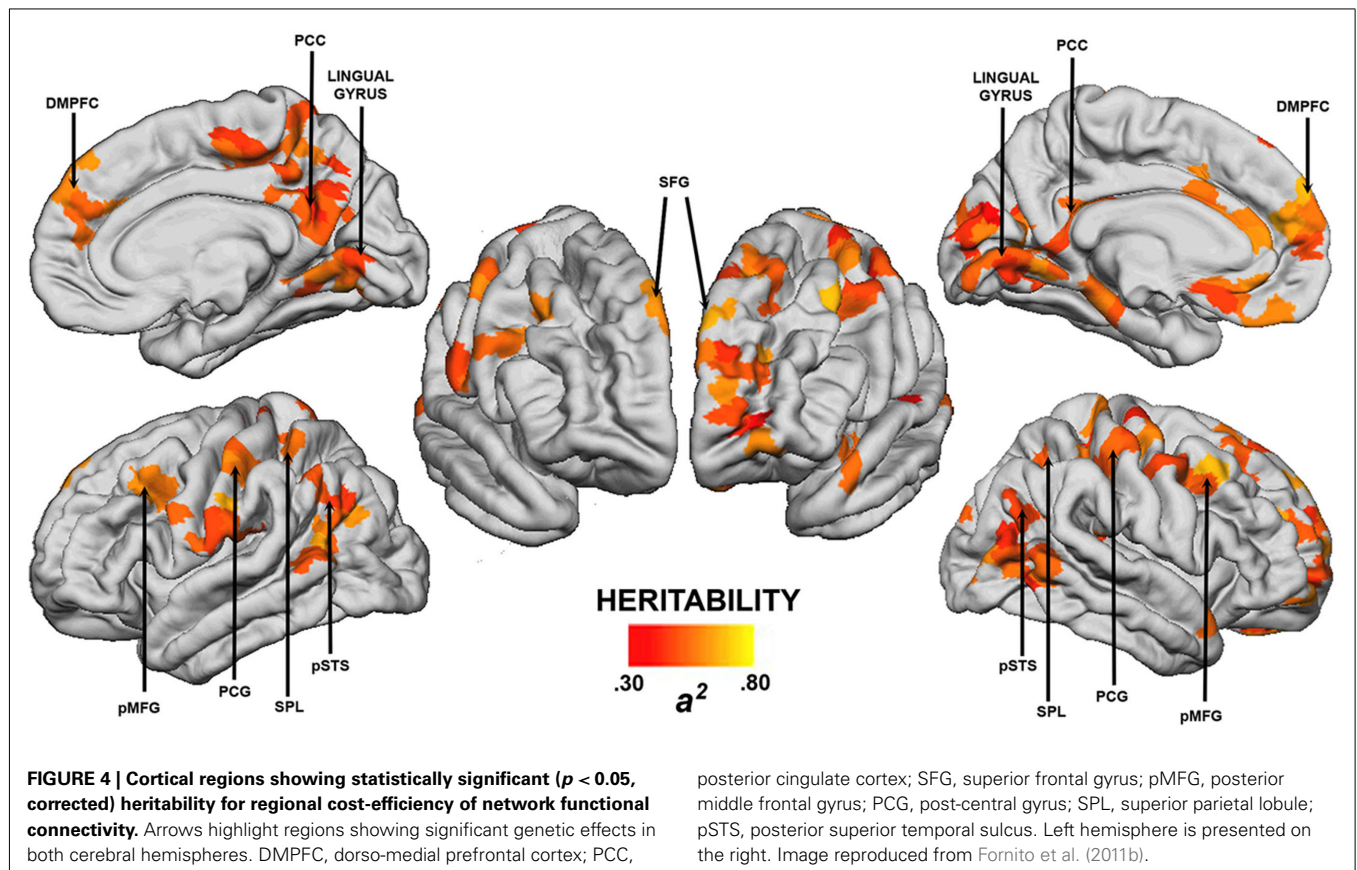 PCC
LINGUAL
GYRUS
DMPFC
SFG
PCC
LINGUAL
GYRUS
DMPFC
pMFG
PCG
SPL
pSTS
HERITABILITY
.30
.80
a²
pSTS
SPL
PCG
pMFG
FIGURE 4 | Cortical regions showing statistically significant (p < 0.05,
corrected) heritability for regional cost-efficiency of network functional
connectivity. Arrows highlight regions showing significant genetic effects in
both cerebral hemispheres. DMPFC, dorso-medial prefrontal cortex; PCC,
posterior cingulate cortex; SFG, superior frontal gyrus; pMFG, posterior
middle frontal gyrus; PCG, post-central gyrus; SPL, superior parietal lobule;
pSTS, posterior superior temporal sulcus. Left hemisphere is presented on
the right. Image reproduced from Fornito et al. (2011b).